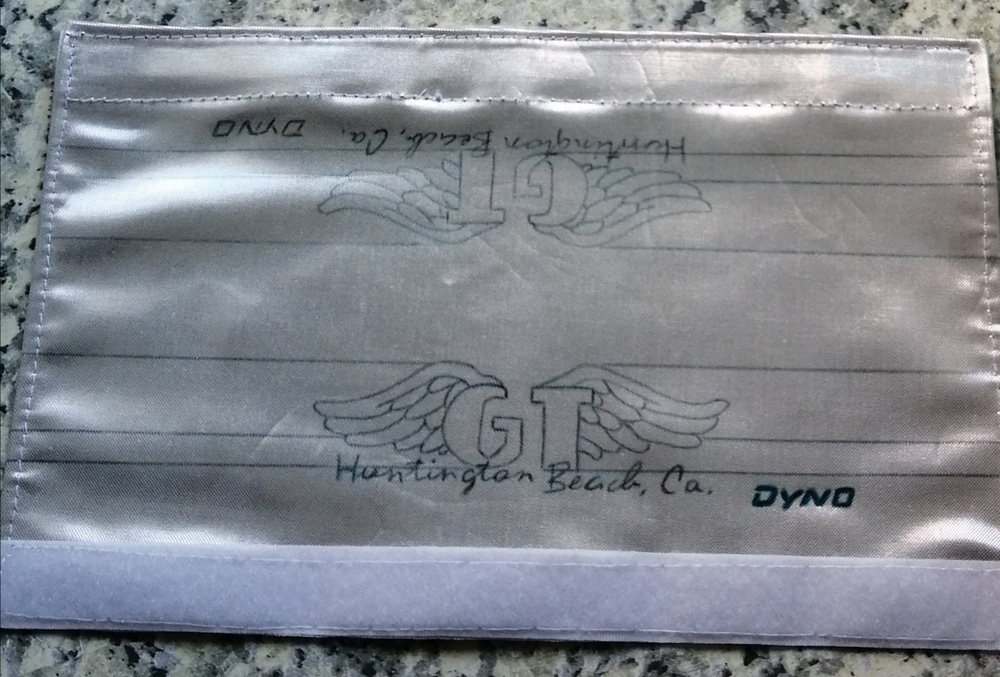 DYNO
Huntington Beach, Ca.
GT
GT
Huntington Beach, Ca.
DYNO